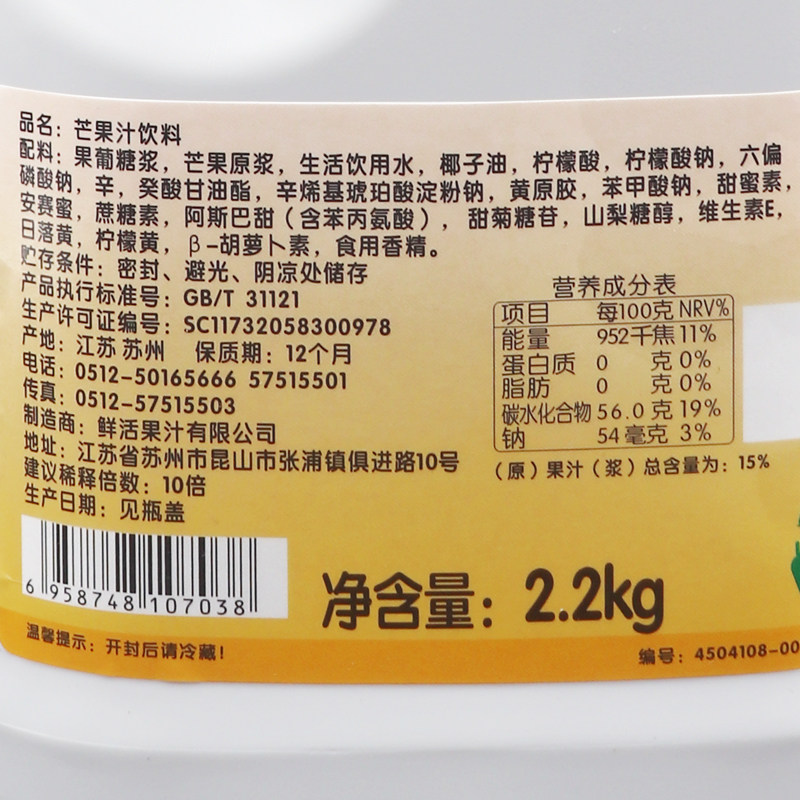 品名：芒果汁饮料
配料：果葡糖浆，芒果原浆，生活饮用水，椰子油，柠檬酸，柠檬酸钠，六偏
磷酸钠，辛，癸酸甘油酯，辛烯基琥珀酸淀粉钠，黄原胶，苯甲酸钠，甜蜜素，
安赛蜜，蔗糖素，阿斯巴甜（含苯丙氨酸），甜菊糖苷，山梨糖醇，维生素E，
日落黄，柠檬黄，β-胡萝卜素，食用香精。
贮存条件：密封、避光、阴凉处储存
产品执行标准号：GB/T 31121
生产许可证编号：SC11732058300978
产地：江苏 苏州 保质期：12个月
电话：0512-50165666 57515501
传真：0512-57515503
制造商：鲜活果汁有限公司
地址：江苏省苏州市昆山市张浦镇俱进路10号
建议稀释倍数：10倍
生产日期：见瓶盖
营养成分表
项目 每100克 NRV%
能量 952千焦 11%
蛋白质 0 克 0%
脂肪 0 克 0%
碳水化合物 56.0 克 19%
钠 54 毫克 3%
（原）果汁（浆）总含量为：15%
6 958748 107038
净含量：2.2kg
温馨提示：开封后请冷藏！
编号：4504108-00